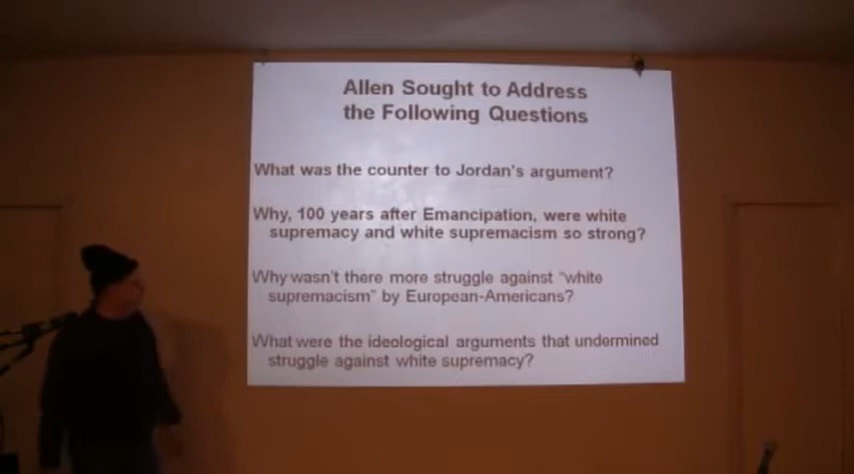 Allen Sought to Address
the Following Questions
What was the counter to Jordan's argument?
Why, 100 years after Emancipation, were white
supremacy and white supremacism so strong?
Why wasn't there more struggle against "white
supremacism" by European-Americans?
What were the ideological arguments that undermined
struggle against white supremacy?